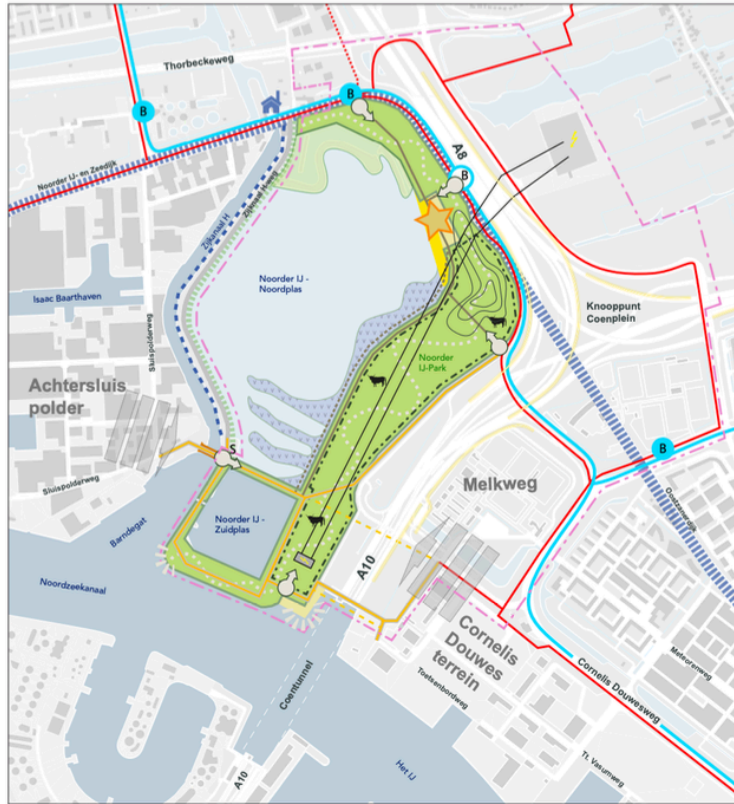 Thorbeckeweg
B
B
A8
Noorder IJ- en Zeedijk
B
Zijkanaal H
Zijkanaal H-weg
Noorder IJ -
Noordplas
Isaac Baarthaven
Sluispolderweg
Knooppunt
Coenplein
Noorder
IJ-Park
Achtersluis
polder
S
B
Sluispolderweg
Melkweg
Oostzanerdijk
Barndegat
Noorder IJ -
Zuidplas
A10
Noordzeekanaal
Cornelis
Douwes
terrein
Meteorenweg
Cornelis Douwesweg
Toetsenbordweg
Coentunnel
Tt. Vasumweg
Het IJ
A10